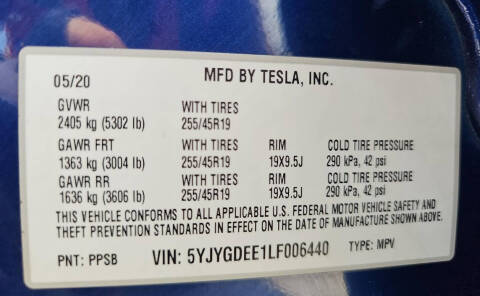 05/20 MFD BY TESLA, INC.
GVWR WITH TIRES
2405 kg (5302 lb) 255/45R19
GAWR FRT WITH TIRES RIM COLD TIRE PRESSURE
1363 kg (3004 lb) 255/45R19 19X9.5J 290 kPa, 42 psi
GAWR RR WITH TIRES RIM COLD TIRE PRESSURE
1636 kg (3606 lb) 255/45R19 19X9.5J 290 kPa, 42 psi
THIS VEHICLE CONFORMS TO ALL APPLICABLE U.S. FEDERAL MOTOR VEHICLE SAFETY AND
THEFT PREVENTION STANDARDS IN EFFECT ON THE DATE OF MANUFACTURE SHOWN ABOVE.
PNT: PPSB VIN: 5YJYGDEE1LF006440 TYPE: MPV